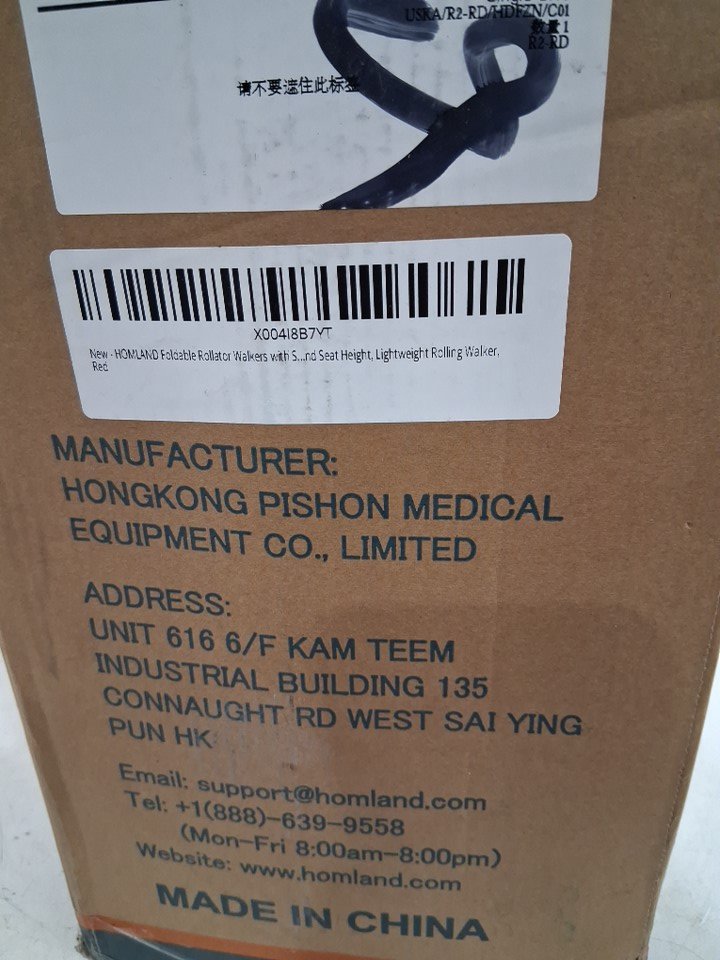 USKA/R2-RD/HDFZN/C01
数量 1
R2-RD
请不要遮住此标签
X004I8B7YT
New - HOMLAND Foldable Rollator Walkers with S...nd Seat Height, Lightweight Rolling Walker,
Red
MANUFACTURER:
HONGKONG PISHON MEDICAL
EQUIPMENT CO., LIMITED
ADDRESS:
UNIT 616 6/F KAM TEEM
INDUSTRIAL BUILDING 135
CONNAUGHT RD WEST SAI YING
PUN HK
Email: support@homland.com
Tel: +1(888)-639-9558
(Mon-Fri 8:00am-8:00pm)
Website: www.homland.com
MADE IN CHINA